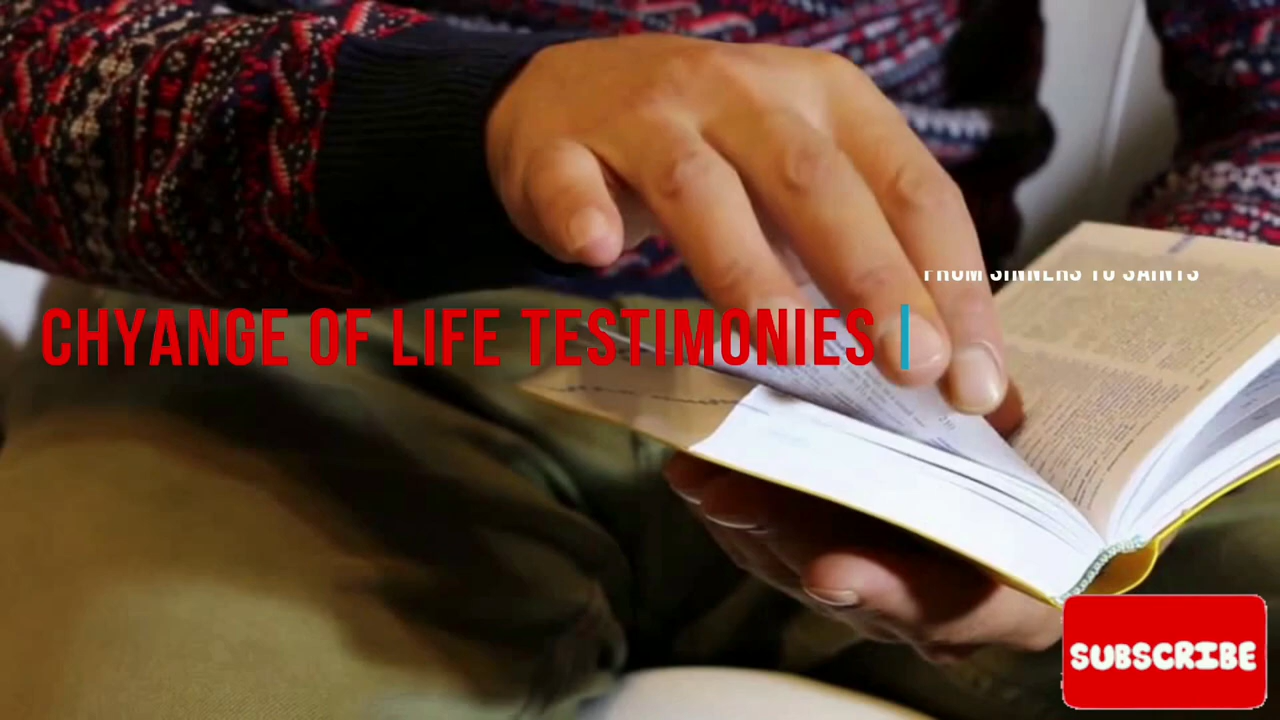 FROM SINNERS TO SAINTS
CHYANGE OF LIFE TESTIMONIES
SUBSCRIBE